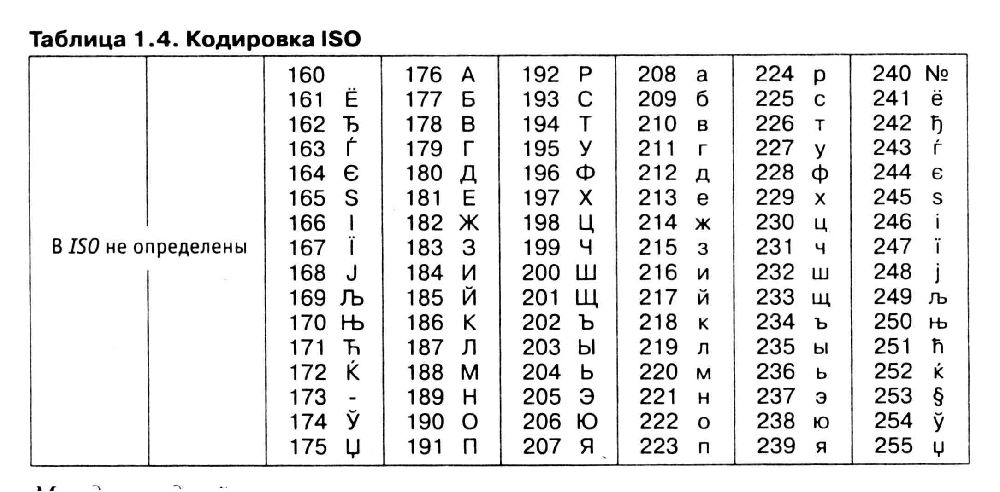 Таблица 1.4. Кодировка ISO
160 176 А 192 Р 208 а 224 р 240 №
161 Ё 177 Б 193 С 209 б 225 с 241 ё
162 Ђ 178 В 194 Т 210 в 226 т 242 ђ
163 Ѓ 179 Г 195 У 211 г 227 у 243 ѓ
164 Є 180 Д 196 Ф 212 д 228 ф 244 є
165 Ѕ 181 Е 197 Х 213 е 229 х 245 ѕ
166 І 182 Ж 198 Ц 214 ж 230 ц 246 і
В ISO не определены 167 Ї 183 З 199 Ч 215 з 231 ч 247 ї
168 Ј 184 И 200 Ш 216 и 232 ш 248 ј
169 Љ 185 Й 201 Щ 217 й 233 щ 249 љ
170 Њ 186 К 202 Ъ 218 к 234 ъ 250 њ
171 Ћ 187 Л 203 Ы 219 л 235 ы 251 ћ
172 Ќ 188 М 204 Ь 220 м 236 ь 252 ќ
173 - 189 Н 205 Э 221 н 237 э 253 §
174 Ў 190 О 206 Ю 222 о 238 ю 254 ў
175 Џ 191 П 207 Я 223 п 239 я 255 џ